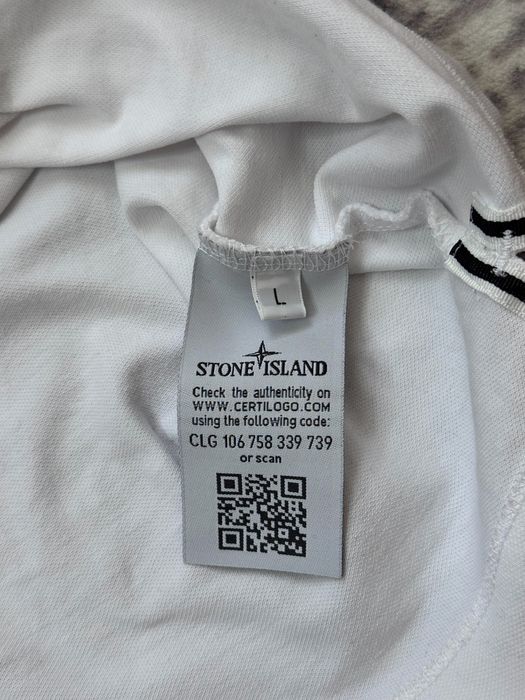 L
STONE ISLAND
Check the authenticity on
WWW.CERTILOGO.COM
using the following code:
CLG 106 758 339 739
or scan